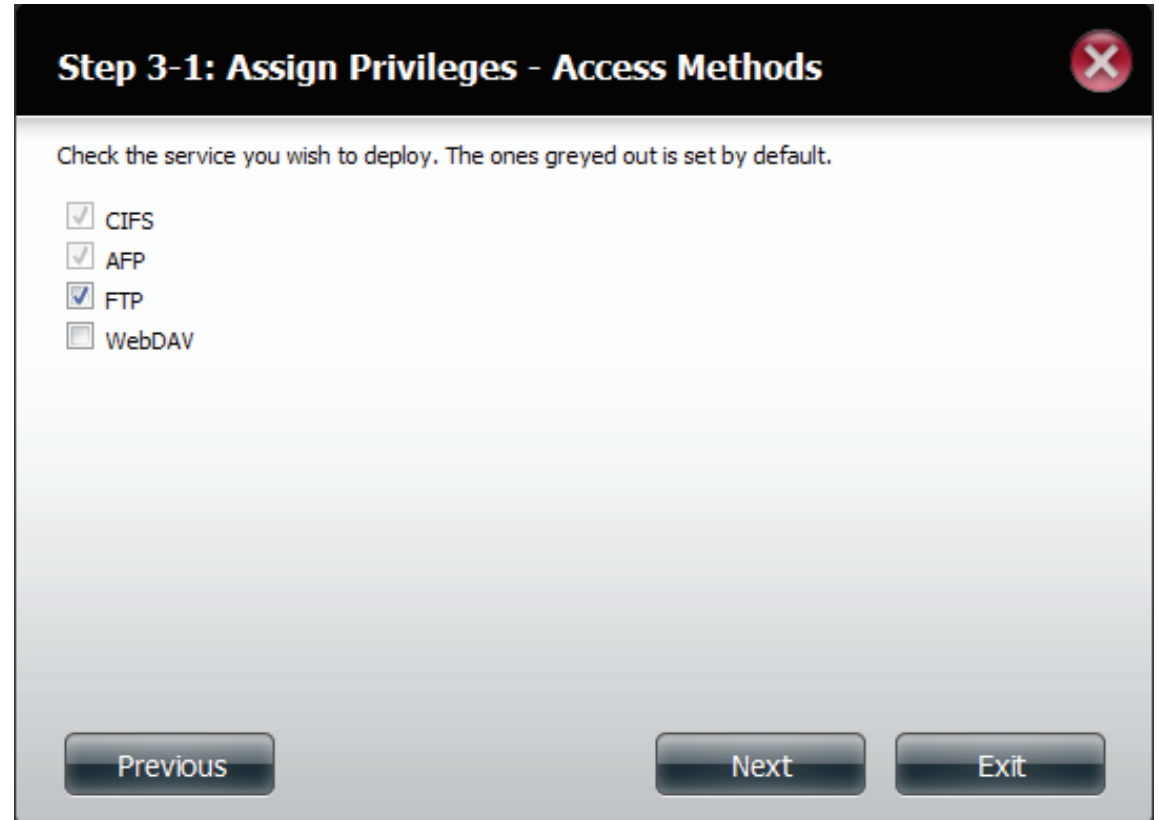 Step 3-1: Assign Privileges - Access Methods
Check the service you wish to deploy. The ones greyed out is set by default.
CIFS
AFP
FTP
WebDAV
Previous Next Exit